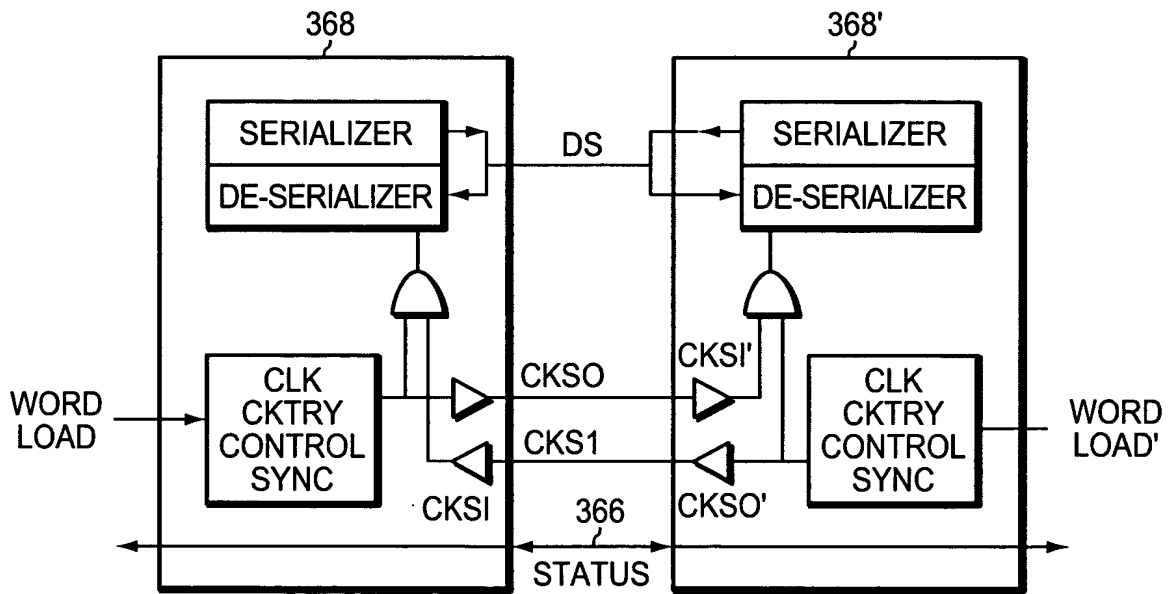 368
368'
SERIALIZER
DE-SERIALIZER
DS
SERIALIZER
DE-SERIALIZER
WORD
LOAD
CLK
CKTRY
CONTROL
SYNC
CKSO
CKSI'
CKS1
CKSI
CKSO'
CLK
CKTRY
CONTROL
SYNC
WORD
LOAD'
366
STATUS